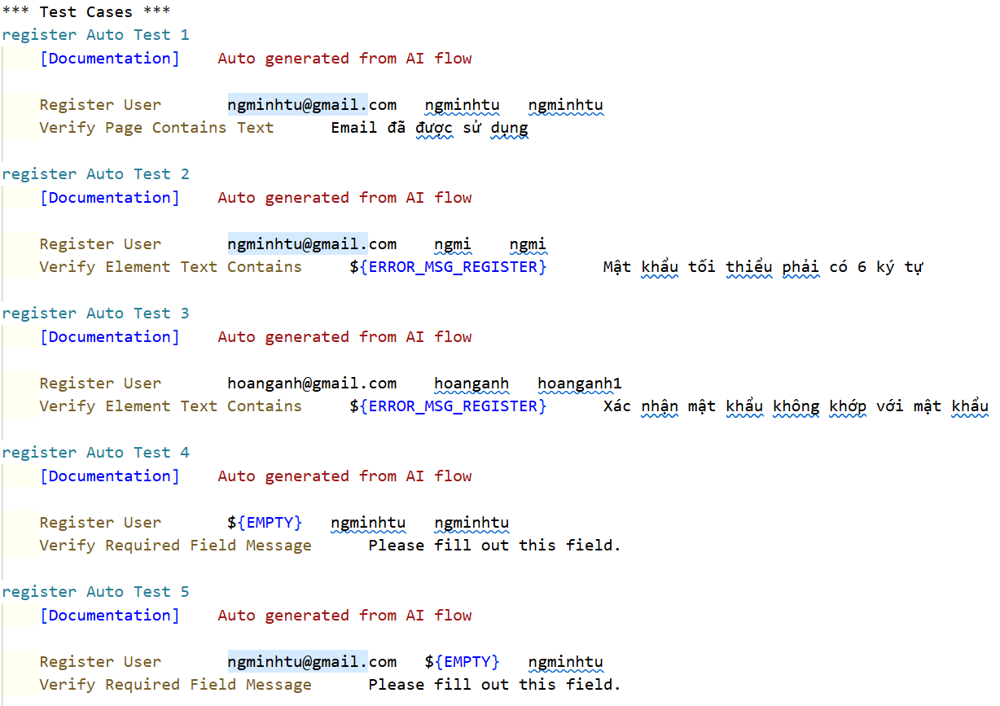 *** Test Cases ***
register Auto Test 1
[Documentation]    Auto generated from AI flow
Register User       ngminhtu@gmail.com   ngminhtu   ngminhtu
Verify Page Contains Text      Email đã được sử dụng
register Auto Test 2
[Documentation]    Auto generated from AI flow
Register User       ngminhtu@gmail.com    ngmi    ngmi
Verify Element Text Contains     ${ERROR_MSG_REGISTER}      Mật khẩu tối thiểu phải có 6 ký tự
register Auto Test 3
[Documentation]    Auto generated from AI flow
Register User       hoanganh@gmail.com    hoanganh   hoanganh1
Verify Element Text Contains     ${ERROR_MSG_REGISTER}      Xác nhận mật khẩu không khớp với mật khẩu
register Auto Test 4
[Documentation]    Auto generated from AI flow
Register User       ${EMPTY}   ngminhtu   ngminhtu
Verify Required Field Message      Please fill out this field.
register Auto Test 5
[Documentation]    Auto generated from AI flow
Register User       ngminhtu@gmail.com   ${EMPTY}   ngminhtu
Verify Required Field Message      Please fill out this field.